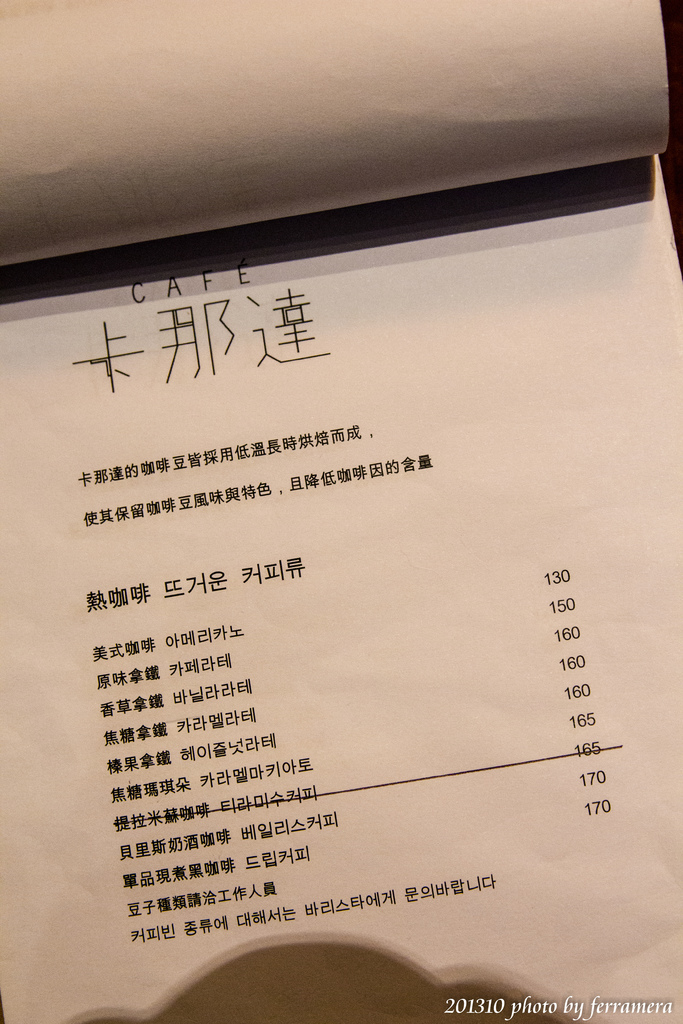 CAFÉ
卡那達
卡那達的咖啡豆皆採用低溫長時烘焙而成，
使其保留咖啡豆風味與特色，且降低咖啡因的含量
熱咖啡 뜨거운 커피류
美式咖啡 아메리카노 130
原味拿鐵 카페라테 150
香草拿鐵 바닐라라테 160
焦糖拿鐵 카라멜라테 160
榛果拿鐵 헤이즐넛라테 160
焦糖瑪琪朵 카라멜마키아토 165
提拉米蘇咖啡 티라미수커피 165
貝里斯奶酒咖啡 베일리스커피 170
單品現煮黑咖啡 드립커피 170
豆子種類請洽工作人員
커피빈 종류에 대해서는 바리스타에게 문의바랍니다
201310 photo by ferramera